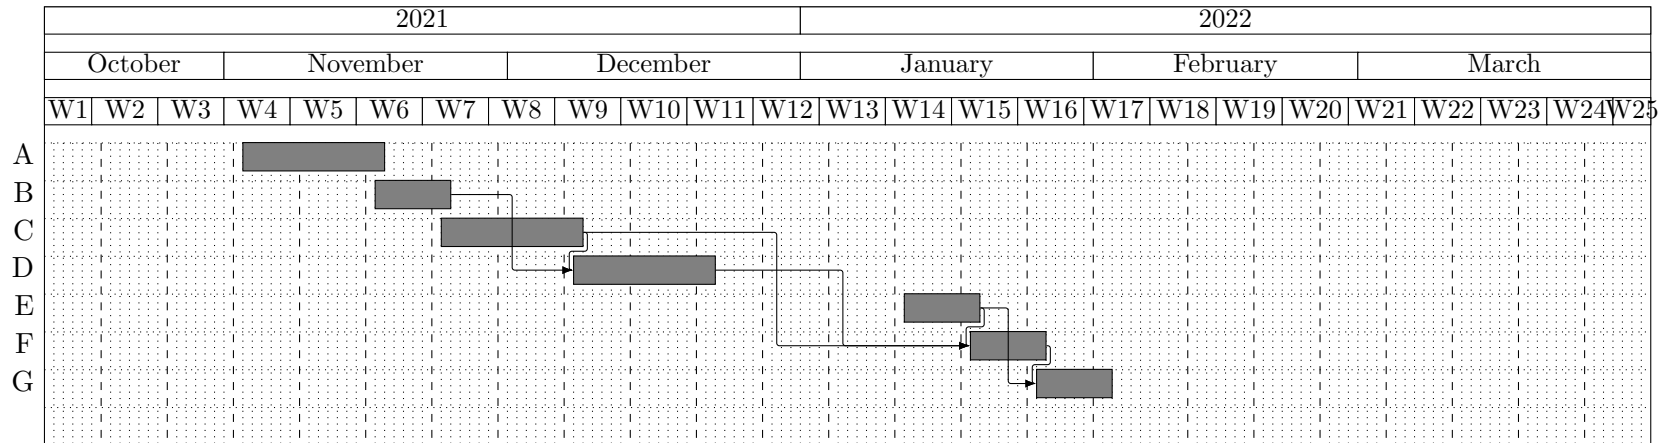 2021 2022
October November December January February March
W1 W2 W3 W4 W5 W6 W7 W8 W9 W10 W11 W12 W13 W14 W15 W16 W17 W18 W19 W20 W21 W22 W23 W24 W25
A
B
C
D
E
F
G